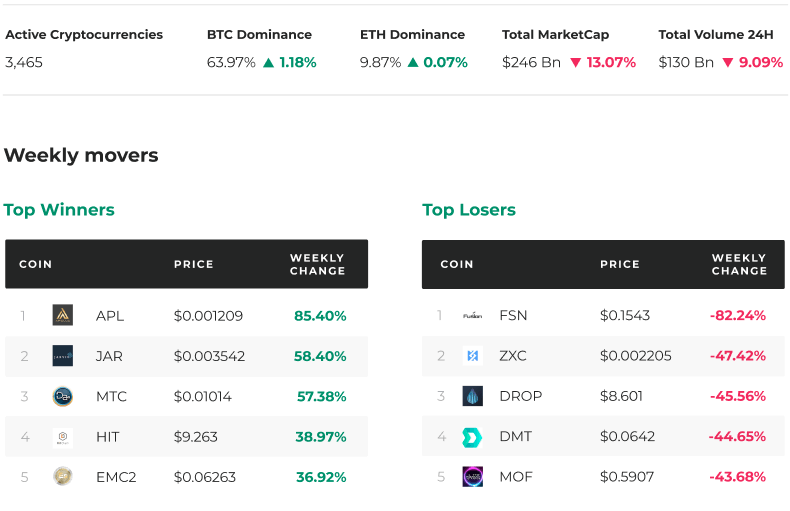 Active Cryptocurrencies BTC Dominance ETH Dominance Total MarketCap Total Volume 24H
3,465 63.97% ▲ 1.18% 9.87% ▲ 0.07% $246 Bn ▼ 13.07% $130 Bn ▼ 9.09%
Weekly movers
Top Winners
COIN PRICE WEEKLY CHANGE
1 APL $0.001209 85.40%
2 JAR $0.003542 58.40%
3 MTC $0.01014 57.38%
4 HIT $9.263 38.97%
5 EMC2 $0.06263 36.92%
Top Losers
COIN PRICE WEEKLY CHANGE
1 Fusion FSN $0.1543 -82.24%
2 ZXC $0.002205 -47.42%
3 DROP $8.601 -45.56%
4 DMT $0.0642 -44.65%
5 MOF $0.5907 -43.68%